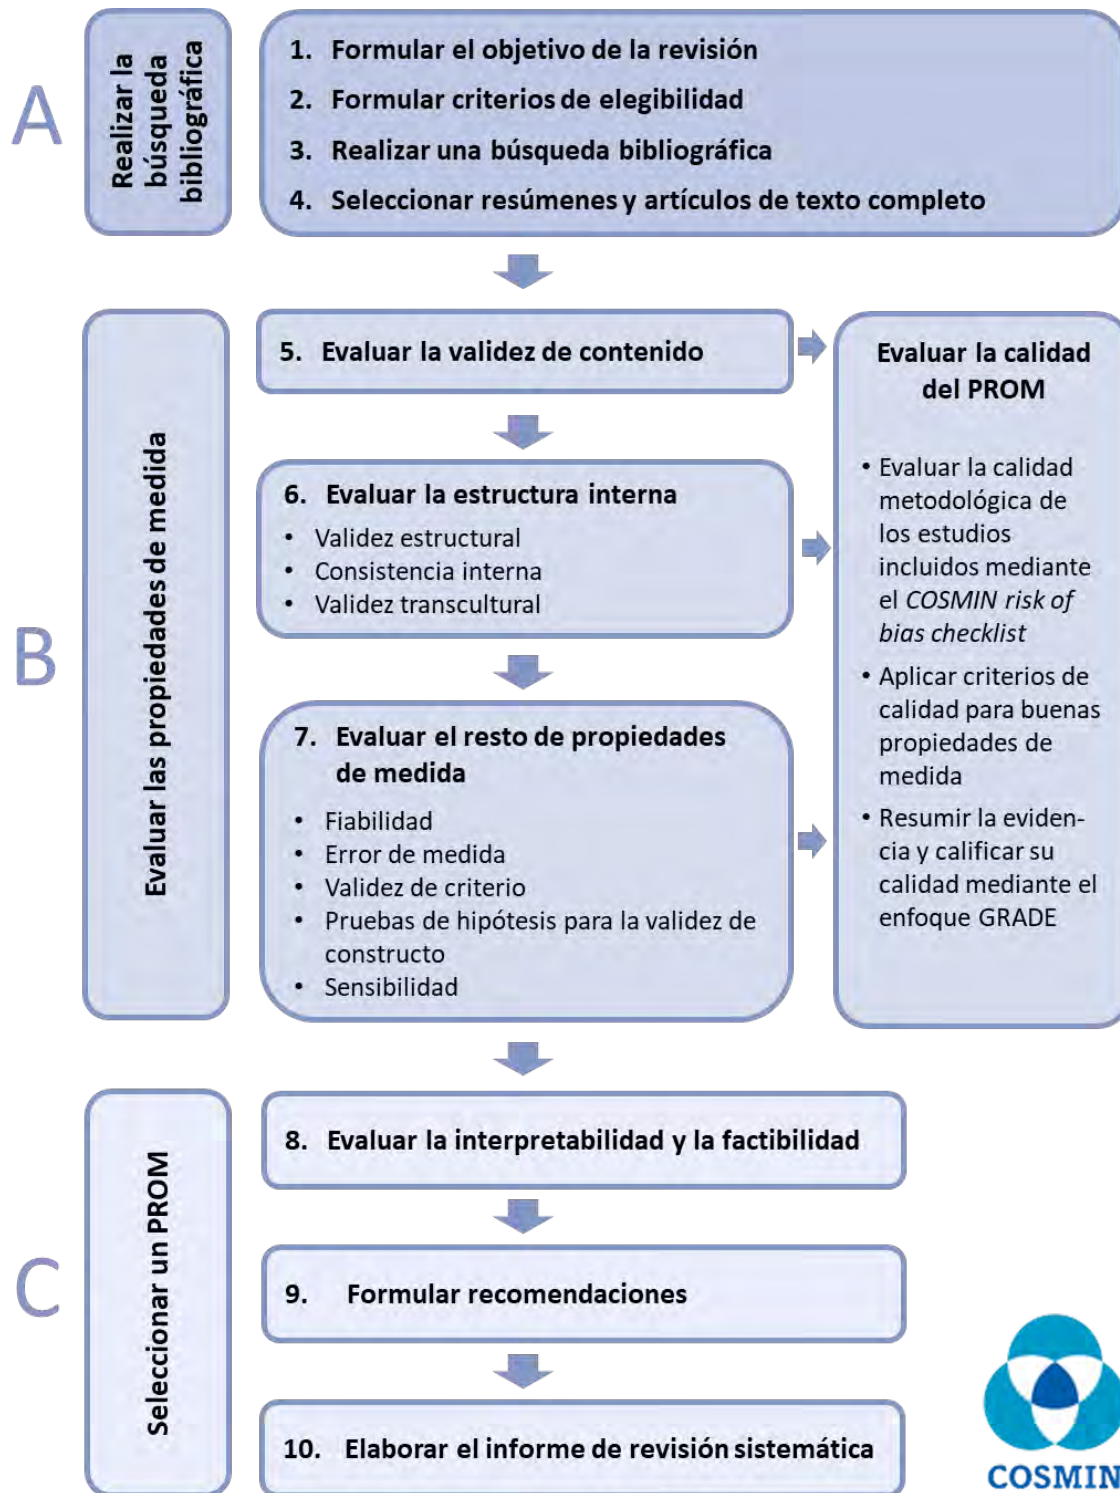 A
Realizar la
búsqueda
bibliográfica
1. Formular el objetivo de la revisión
2. Formular criterios de elegibilidad
3. Realizar una búsqueda bibliográfica
4. Seleccionar resúmenes y artículos de texto completo
B
Evaluar las propiedades de medida
5. Evaluar la validez de contenido
6. Evaluar la estructura interna
• Validez estructural
• Consistencia interna
• Validez transcultural
7. Evaluar el resto de propiedades
de medida
• Fiabilidad
• Error de medida
• Validez de criterio
• Pruebas de hipótesis para la validez de
constructo
• Sensibilidad
Evaluar la calidad
del PROM
• Evaluar la calidad
metodológica de
los estudios
incluidos mediante
el COSMIN risk of
bias checklist
• Aplicar criterios de
calidad para buenas
propiedades de
medida
• Resumir la eviden-
cia y calificar su
calidad mediante el
enfoque GRADE
C
Seleccionar un PROM
8. Evaluar la interpretabilidad y la factibilidad
9. Formular recomendaciones
10. Elaborar el informe de revisión sistemática
COSMIN